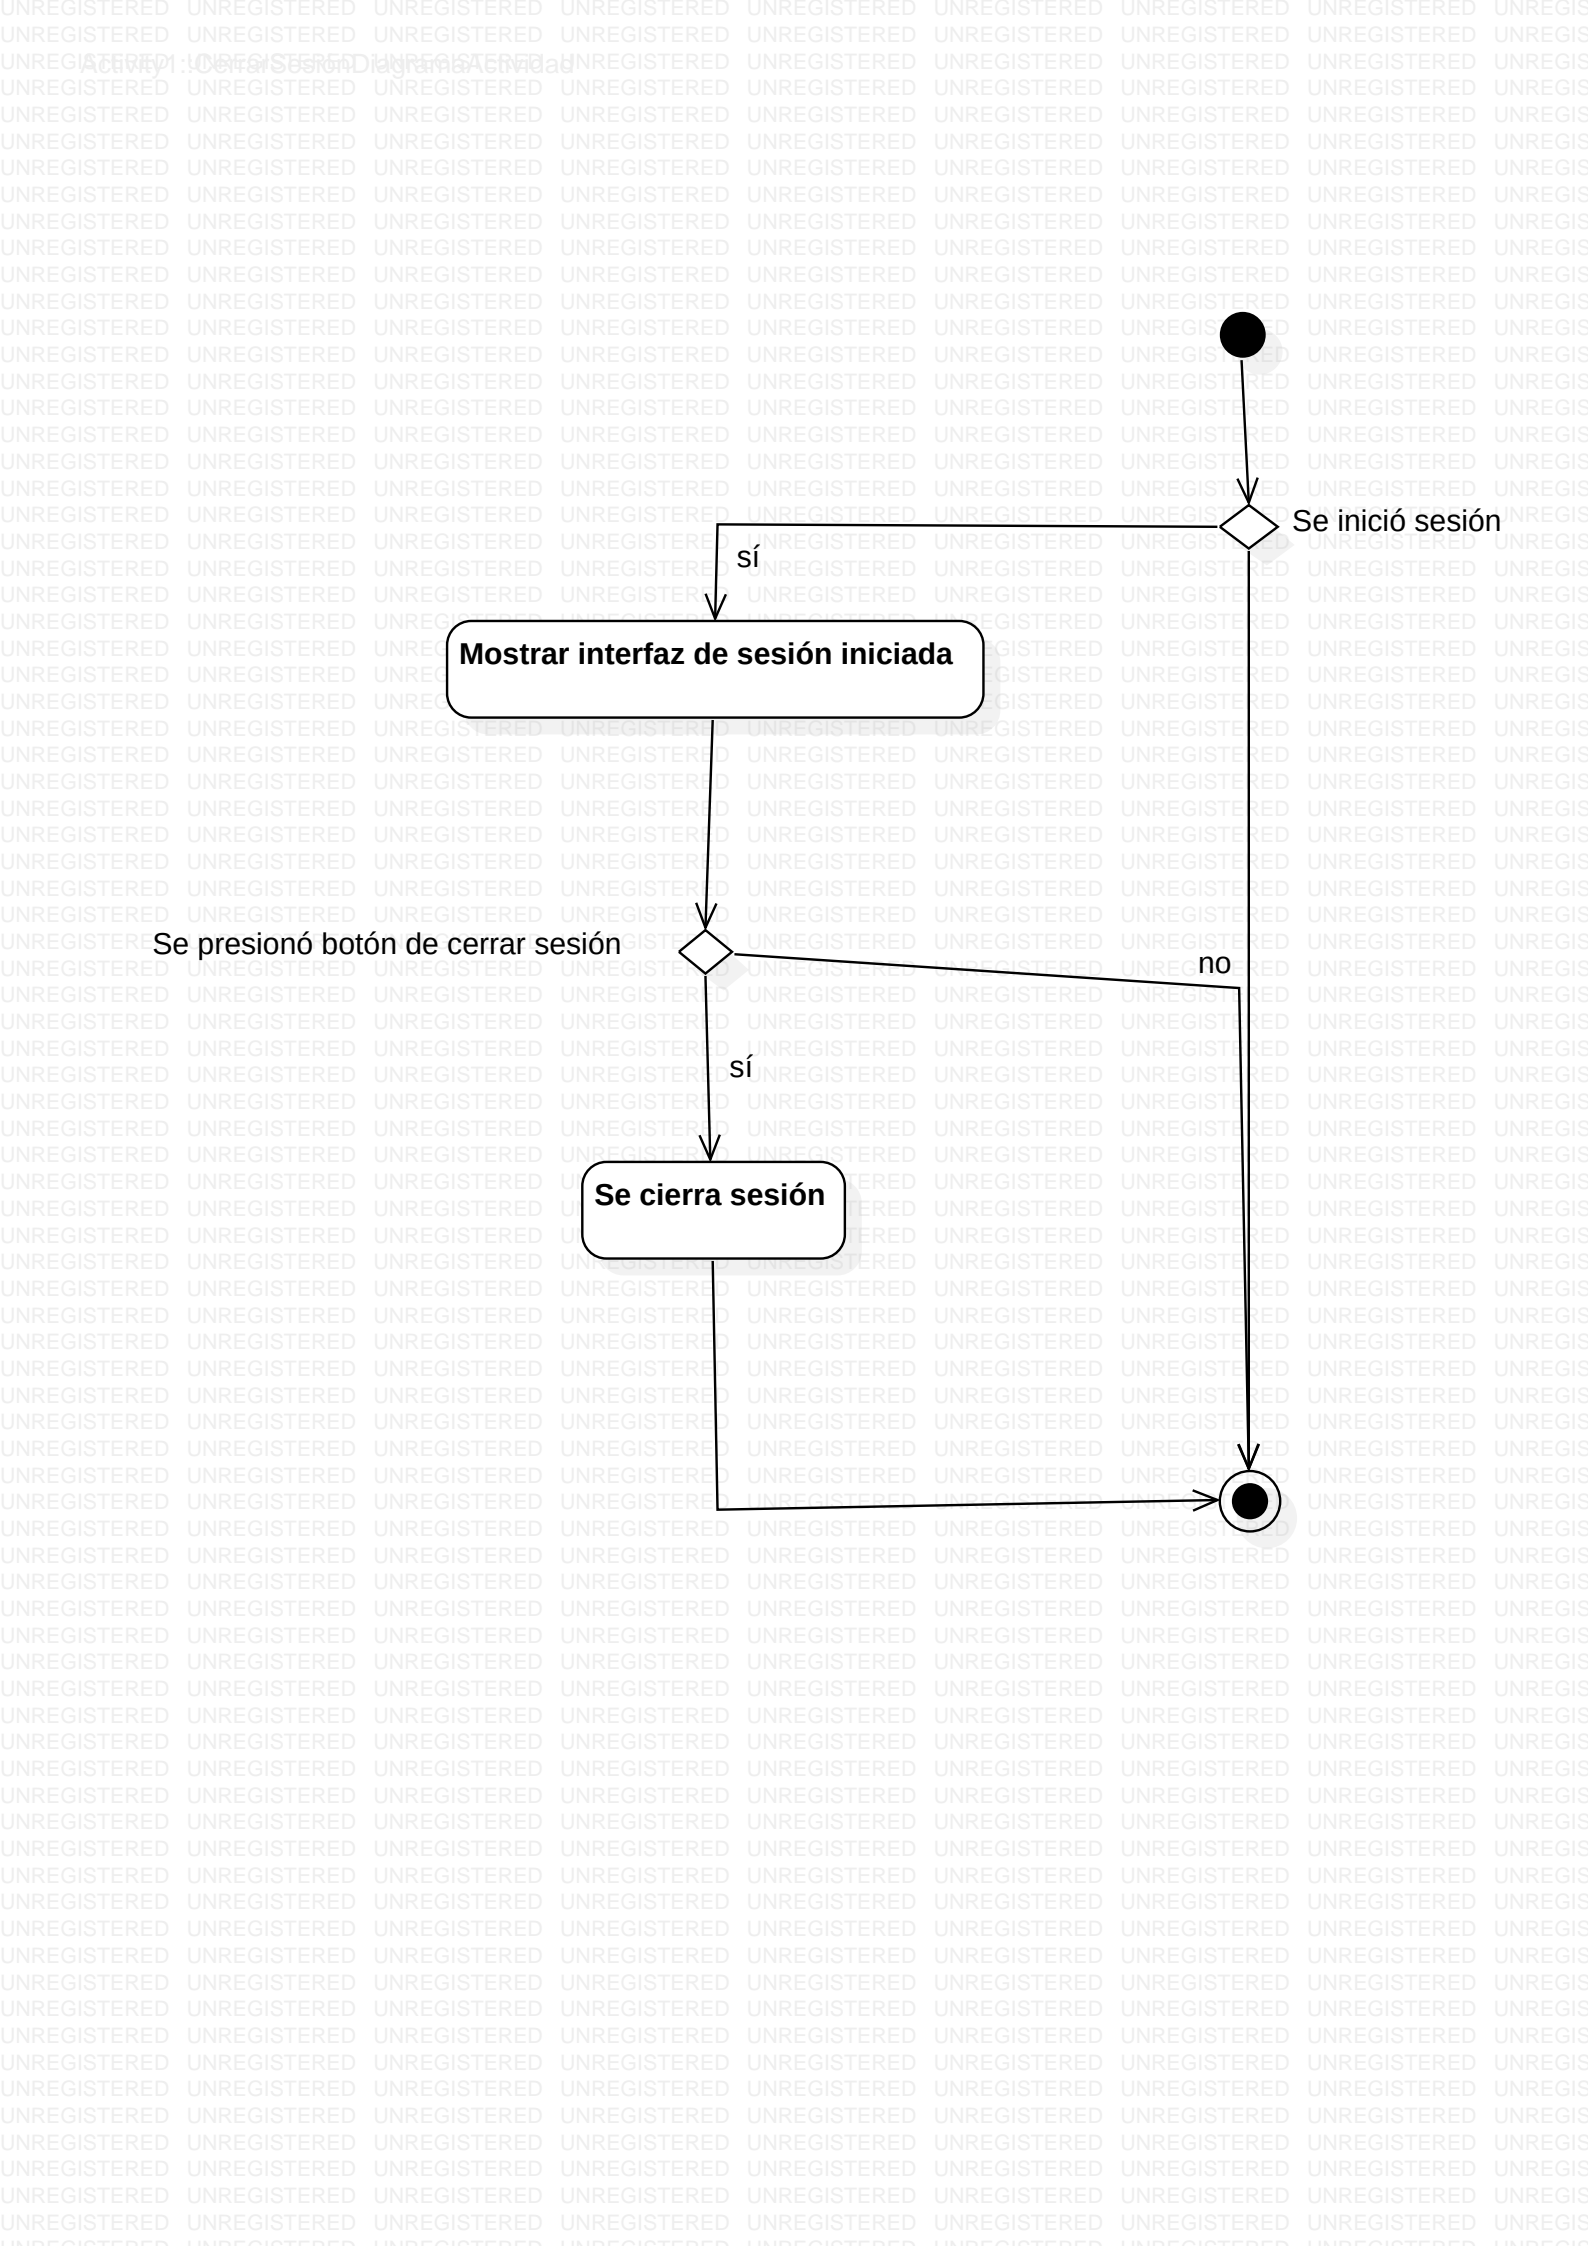 Activity1::CerrarSesionDiagramaActividad
Se inició sesión
sí
Mostrar interfaz de sesión iniciada
Se presionó botón de cerrar sesión
no
sí
Se cierra sesión
UNREGISTERED